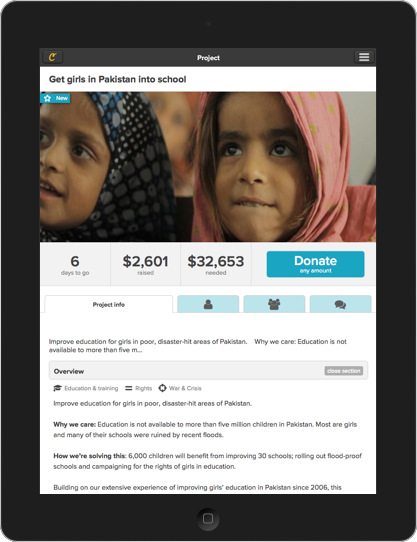 Project
Get girls in Pakistan into school
New
6
days to go
$2,601
raised
$32,653
needed
Donate
any amount
Project info
Improve education for girls in poor, disaster-hit areas of Pakistan. Why we care: Education is not
available to more than five m...
Overview
close section
Education & training
Rights
War & Crisis
Improve education for girls in poor, disaster-hit areas of Pakistan.
Why we care: Education is not available to more than five million children in Pakistan. Most are girls
and many of their schools were ruined by recent floods.
How we're solving this: 6,000 children will benefit from improving 30 schools; rolling out flood-proof
schools and campaigning for the rights of girls in education.
Building on our extensive experience of improving girls' education in Pakistan since 2006, this